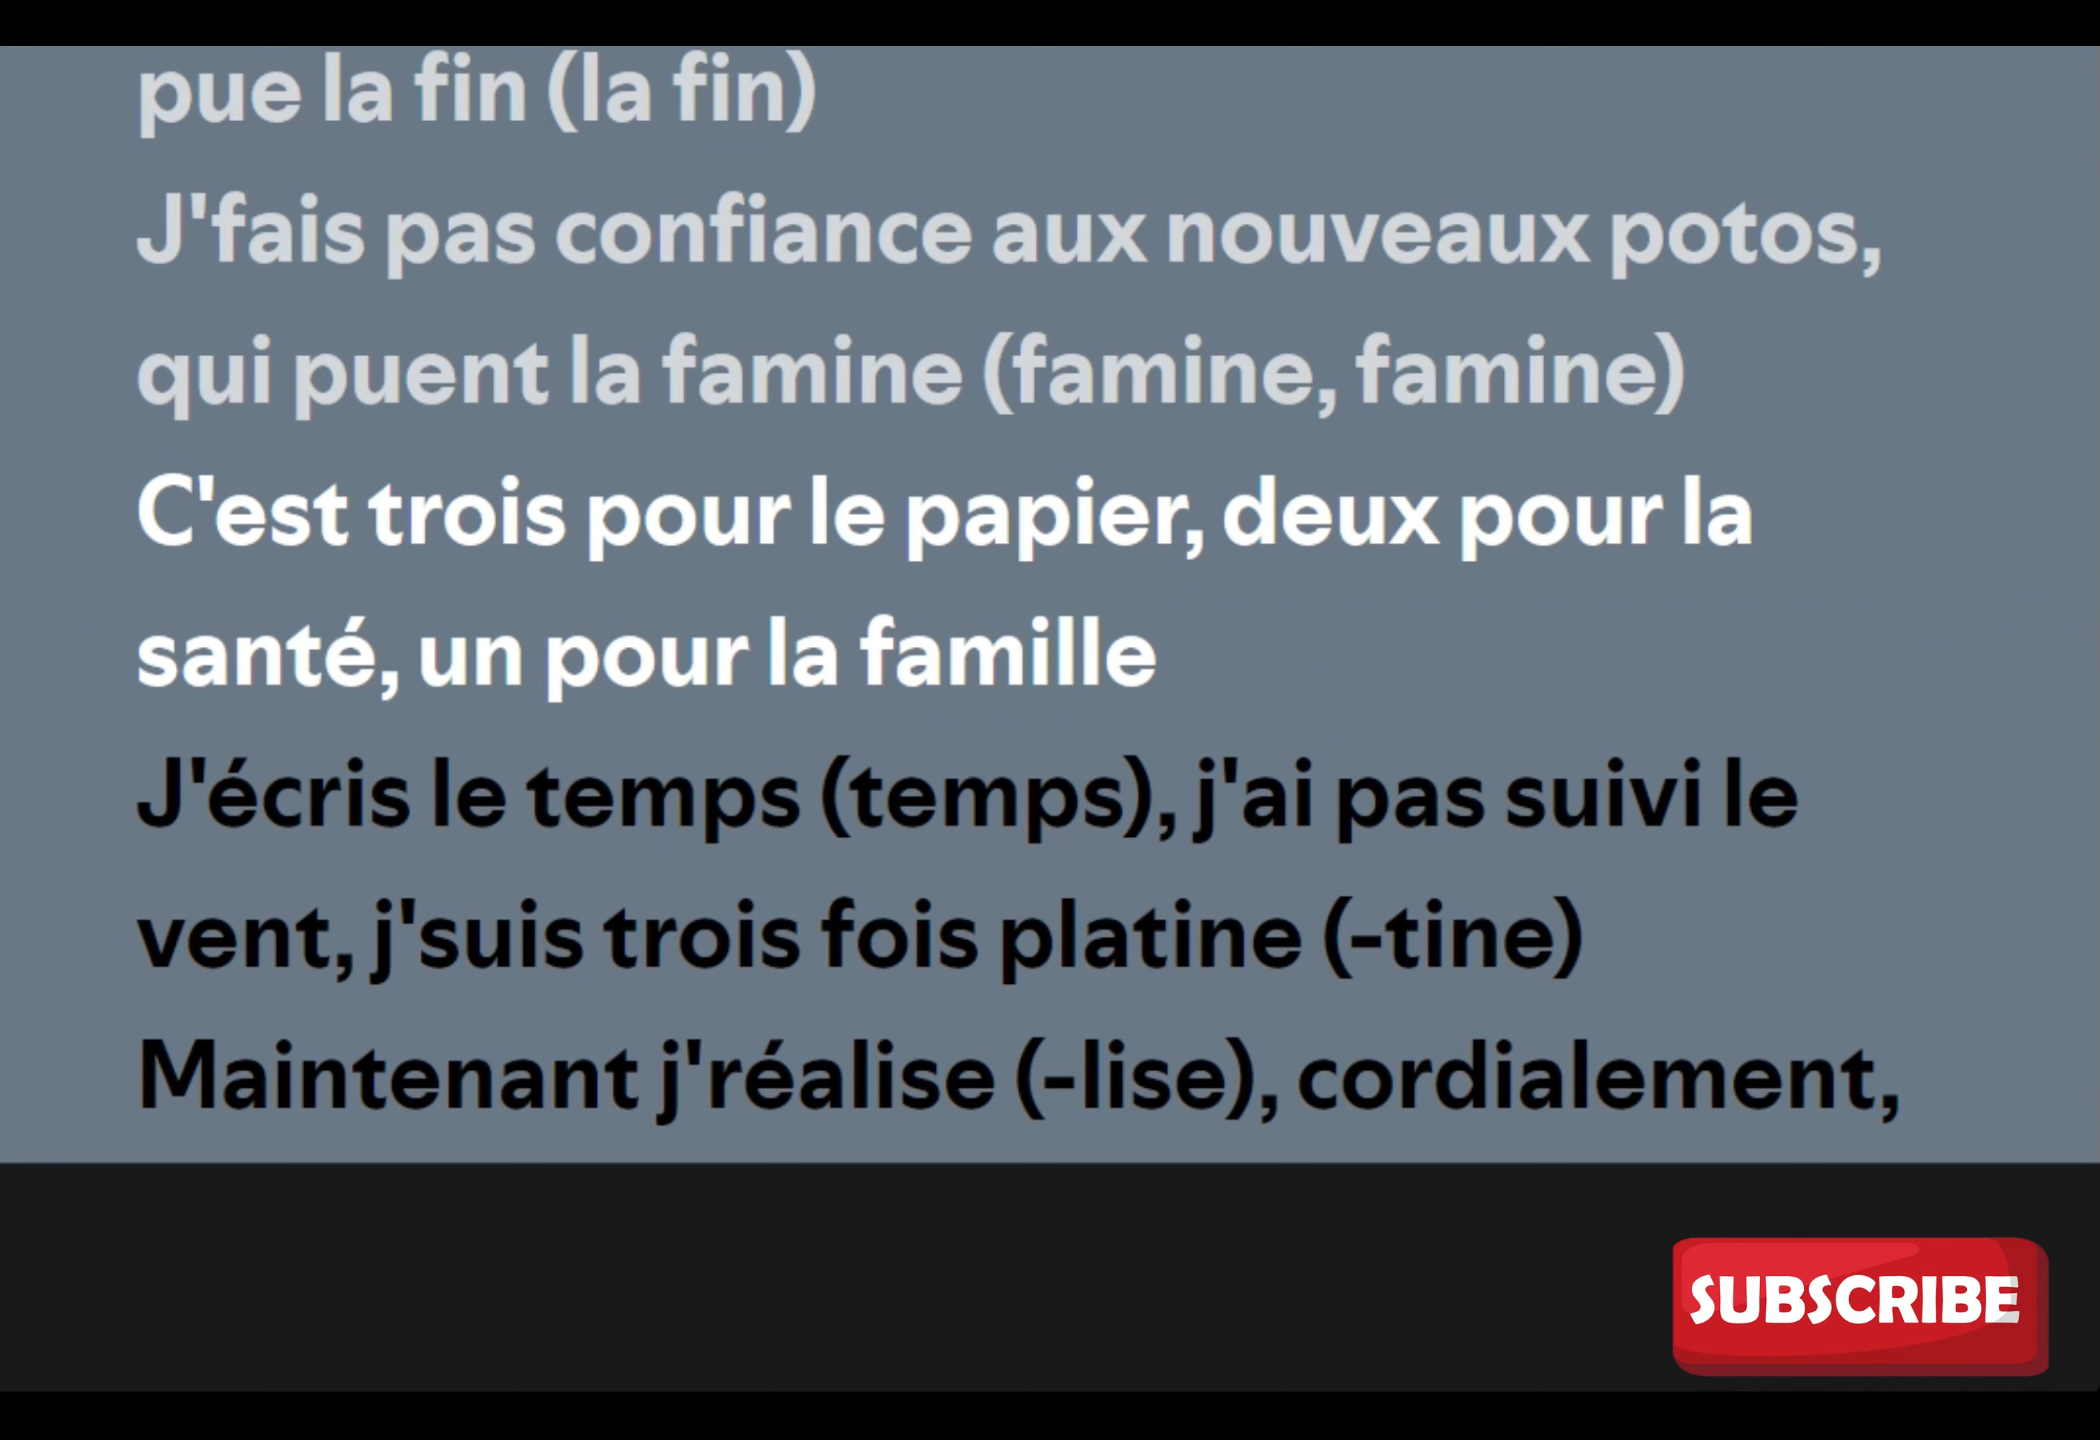 pue la fin (la fin)
J'fais pas confiance aux nouveaux potos,
qui puent la famine (famine, famine)
C'est trois pour le papier, deux pour la
santé, un pour la famille
J'écris le temps (temps), j'ai pas suivi le
vent, j'suis trois fois platine (-tine)
Maintenant j'réalise (-lise), cordialement,
SUBSCRIBE